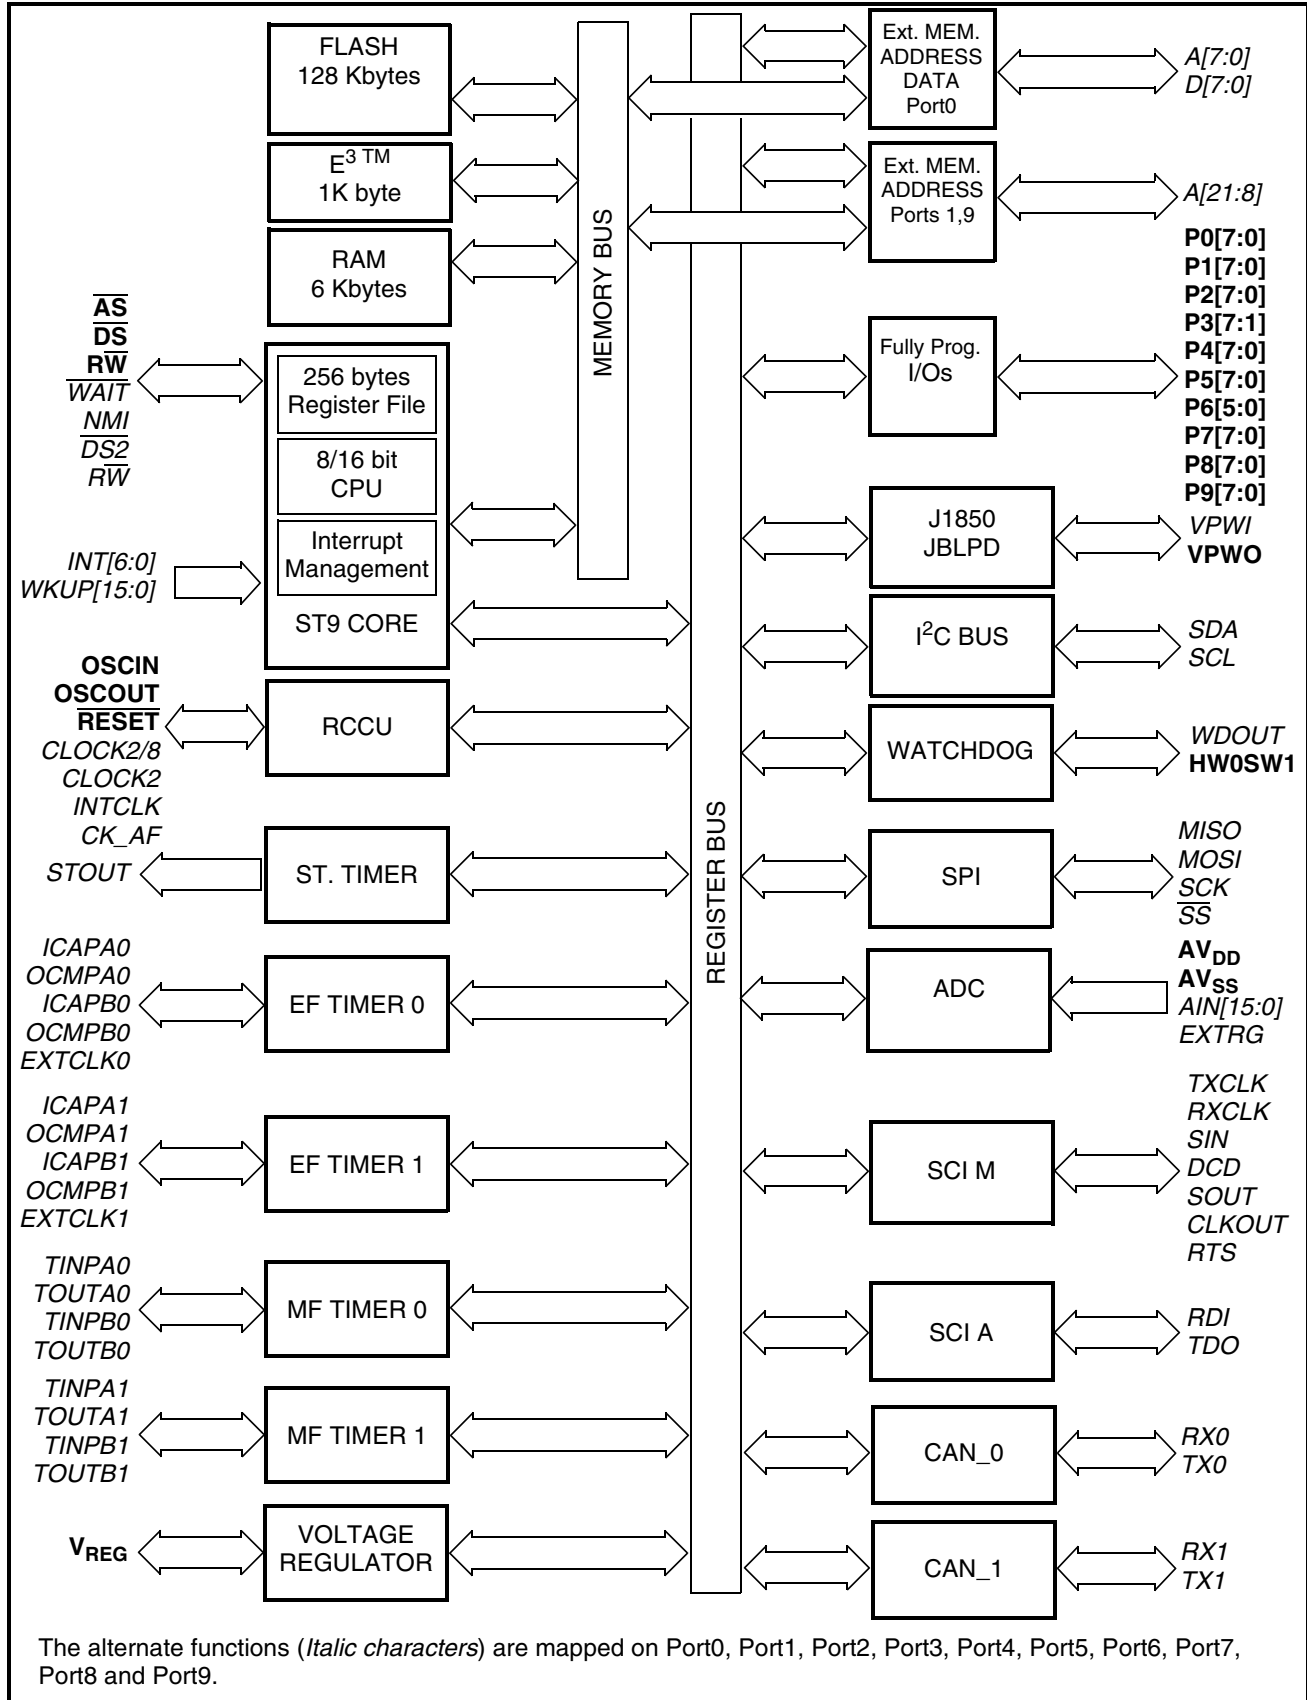 FLASH
128 Kbytes
E³ ™
1K byte
RAM
6 Kbytes
A̅S̅
D̅S̅
RW̅
W̅A̅I̅T̅
NMI
D̅S̅2̅
RW̅
256 bytes
Register File
8/16 bit
CPU
Interrupt
Management
ST9 CORE
INT[6:0]
WKUP[15:0]
OSCIN
OSCOUT
R̅E̅S̅E̅T̅
CLOCK2/8
CLOCK2
INTCLK
CK_AF
RCCU
STOUT
ST. TIMER
ICAPA0
OCMPA0
ICAPB0
OCMPB0
EXTCLK0
EF TIMER 0
ICAPA1
OCMPA1
ICAPB1
OCMPB1
EXTCLK1
EF TIMER 1
TINPA0
TOUTA0
TINPB0
TOUTB0
MF TIMER 0
TINPA1
TOUTA1
TINPB1
TOUTB1
MF TIMER 1
VREG
VOLTAGE
REGULATOR
MEMORY BUS
REGISTER BUS
Ext. MEM.
ADDRESS
DATA
Port0
A[7:0]
D[7:0]
Ext. MEM.
ADDRESS
Ports 1,9
A[21:8]
Fully Prog.
I/Os
P0[7:0]
P1[7:0]
P2[7:0]
P3[7:1]
P4[7:0]
P5[7:0]
P6[5:0]
P7[7:0]
P8[7:0]
P9[7:0]
J1850
JBLPD
VPWI
VPWO
I²C BUS
SDA
SCL
WATCHDOG
WDOUT
HW0SW1
SPI
MISO
MOSI
SCK
S̅S̅
ADC
AVDD
AVSS
AIN[15:0]
EXTRG
SCI M
TXCLK
RXCLK
SIN
DCD
SOUT
CLKOUT
RTS
SCI A
RDI
TDO
CAN_0
RX0
TX0
CAN_1
RX1
TX1
The alternate functions (Italic characters) are mapped on Port0, Port1, Port2, Port3, Port4, Port5, Port6, Port7,
Port8 and Port9.